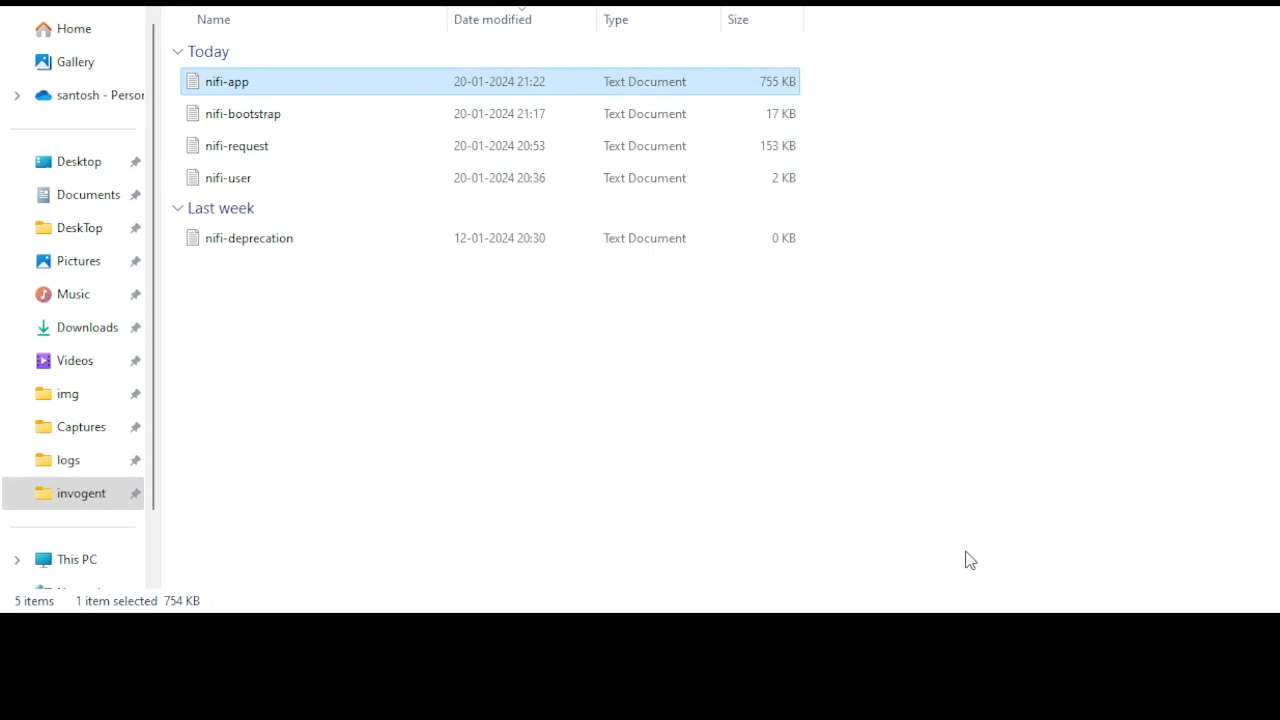 Name Date modified Type Size
Home
Gallery
santosh - Person
Desktop
Documents
DeskTop
Pictures
Music
Downloads
Videos
img
Captures
logs
invogent
This PC
Today
nifi-app 20-01-2024 21:22 Text Document 755 KB
nifi-bootstrap 20-01-2024 21:17 Text Document 17 KB
nifi-request 20-01-2024 20:53 Text Document 153 KB
nifi-user 20-01-2024 20:36 Text Document 2 KB
Last week
nifi-deprecation 12-01-2024 20:30 Text Document 0 KB
5 items 1 item selected 754 KB